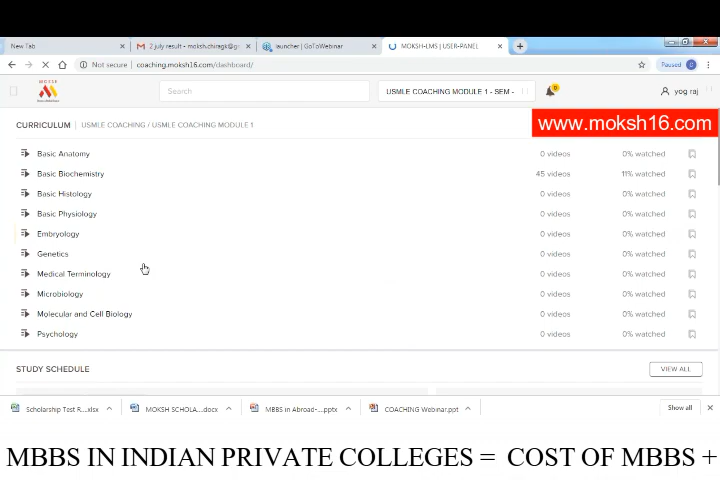 New Tab
2 july result - moksh.chiragk@g
launcher | GoToWebinar
MOKSH-LMS | USER-PANEL
Not secure | coaching.moksh16.com/dashboard/
Paused
MOKSH
Search
USMLE COACHING MODULE 1 - SEM -
yog raj
CURRICULUM | USMLE COACHING / USMLE COACHING MODULE 1
www.moksh16.com
Basic Anatomy 0 videos 0% watched
Basic Biochemistry 45 videos 11% watched
Basic Histology 0 videos 0% watched
Basic Physiology 0 videos 0% watched
Embryology 0 videos 0% watched
Genetics 0 videos 0% watched
Medical Terminology 0 videos 0% watched
Microbiology 0 videos 0% watched
Molecular and Cell Biology 0 videos 0% watched
Psychology 0 videos 0% watched
STUDY SCHEDULE VIEW ALL
Scholarship Test R....xlsx
MOKSH SCHOLA....docx
MBBS in Abroad-....pptx
COACHING Webinar.ppt
Show all
MBBS IN INDIAN PRIVATE COLLEGES = COST OF MBBS +